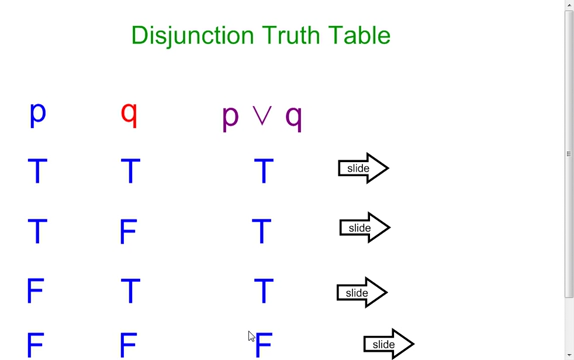 Disjunction Truth Table
p q p ∨ q
T T T slide
T F T slide
F T T slide
F F F slide